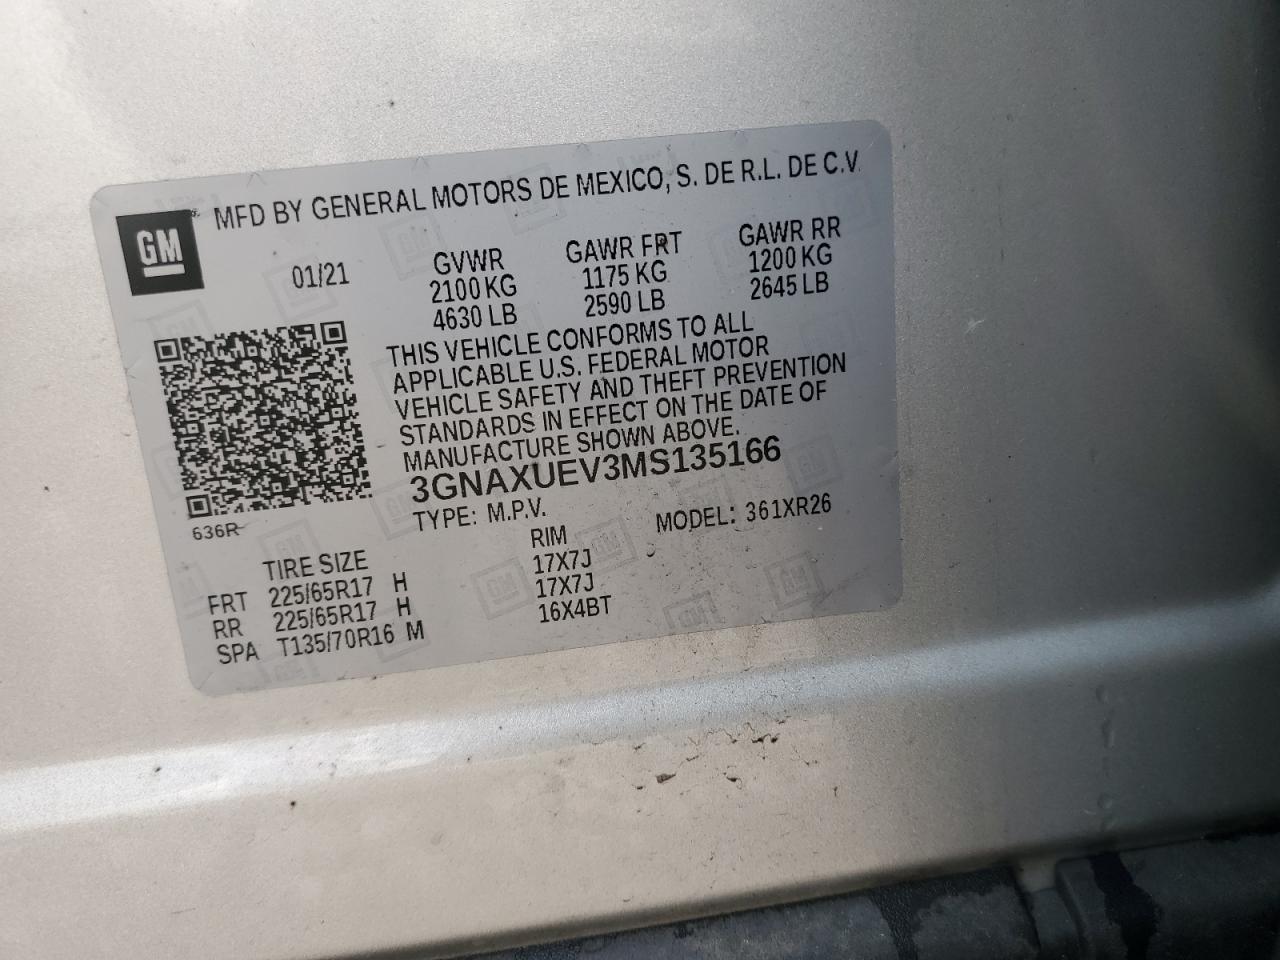 GM
MFD BY GENERAL MOTORS DE MEXICO, S. DE R.L. DE C.V.
01/21
GVWR
2100 KG
4630 LB
GAWR FRT
1175 KG
2590 LB
GAWR RR
1200 KG
2645 LB
THIS VEHICLE CONFORMS TO ALL
APPLICABLE U.S. FEDERAL MOTOR
VEHICLE SAFETY AND THEFT PREVENTION
STANDARDS IN EFFECT ON THE DATE OF
MANUFACTURE SHOWN ABOVE.
3GNAXUEV3MS135166
TYPE: M.P.V. MODEL: 361XR26
636R
TIRE SIZE RIM
FRT 225/65R17 H 17X7J
RR 225/65R17 H 17X7J
SPA T135/70R16 M 16X4BT